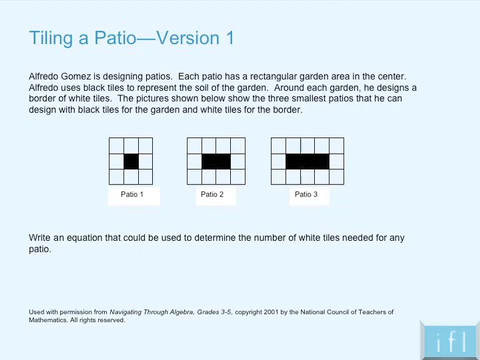 Tiling a Patio—Version 1
Alfredo Gomez is designing patios.  Each patio has a rectangular garden area in the center.
Alfredo uses black tiles to represent the soil of the garden.  Around each garden, he designs a
border of white tiles.  The pictures shown below show the three smallest patios that he can
design with black tiles for the garden and white tiles for the border.
Patio 1
Patio 2
Patio 3
Write an equation that could be used to determine the number of white tiles needed for any
patio.
Used with permission from Navigating Through Algebra, Grades 3-5, copyright 2001 by the National Council of Teachers of
Mathematics. All rights reserved.
ifl